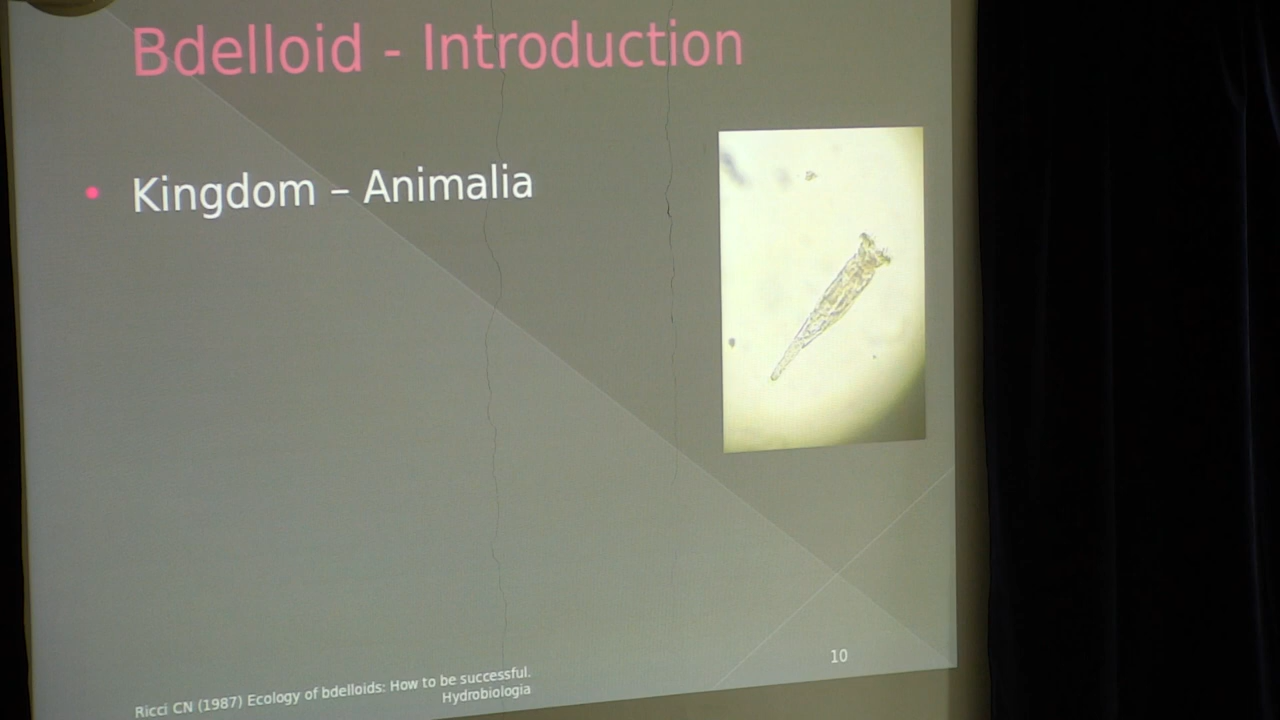 Bdelloid - Introduction
• Kingdom – Animalia
Ricci CN (1987) Ecology of bdelloids: How to be successful.
Hydrobiologia
10